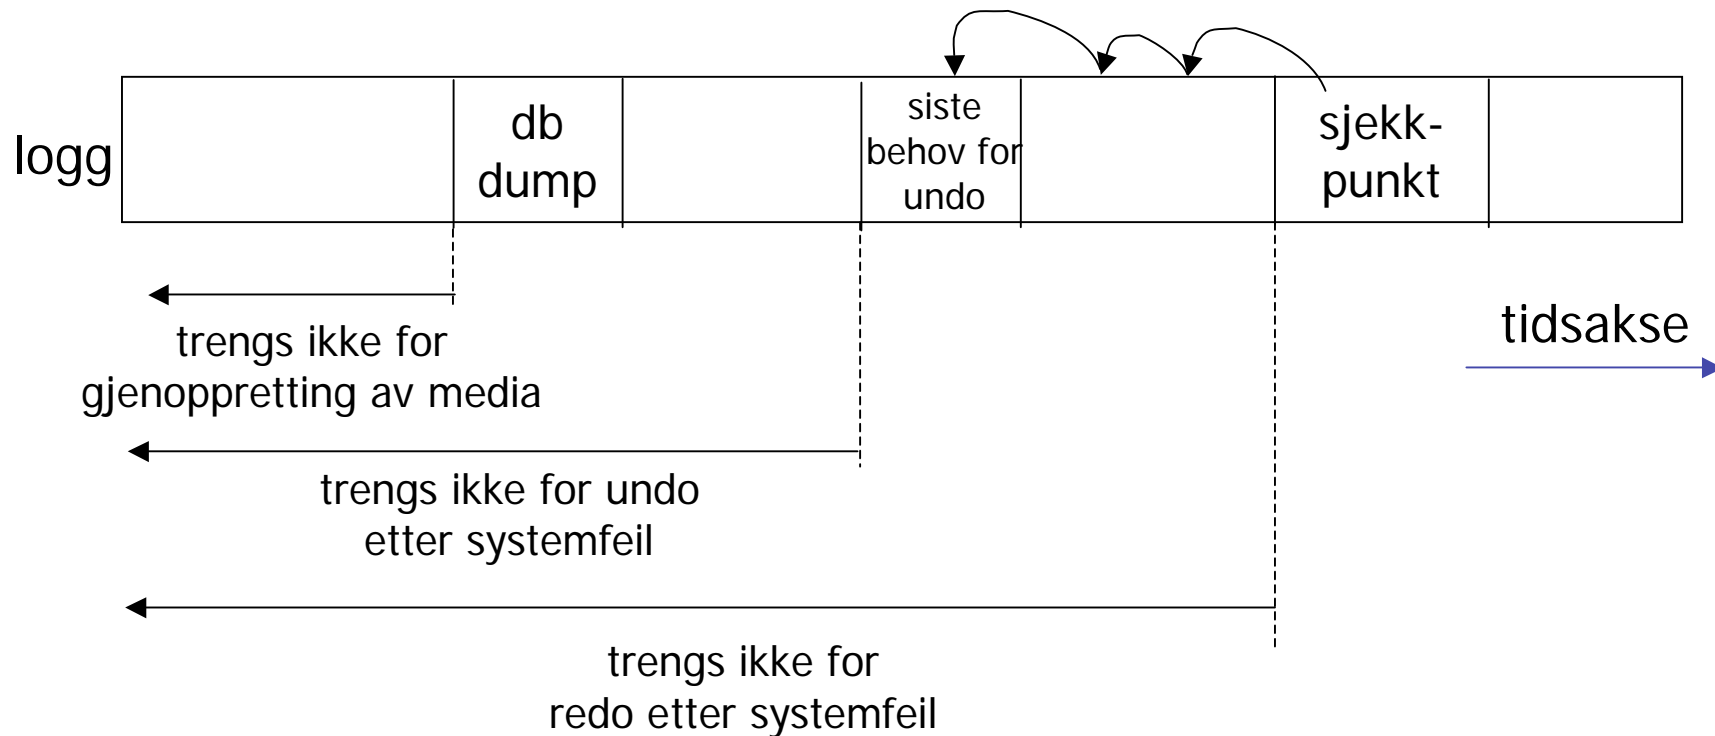 logg
db
dump
siste
behov for
undo
sjekk-
punkt
tidsakse
trengs ikke for
gjenoppretting av media
trengs ikke for undo
etter systemfeil
trengs ikke for
redo etter systemfeil